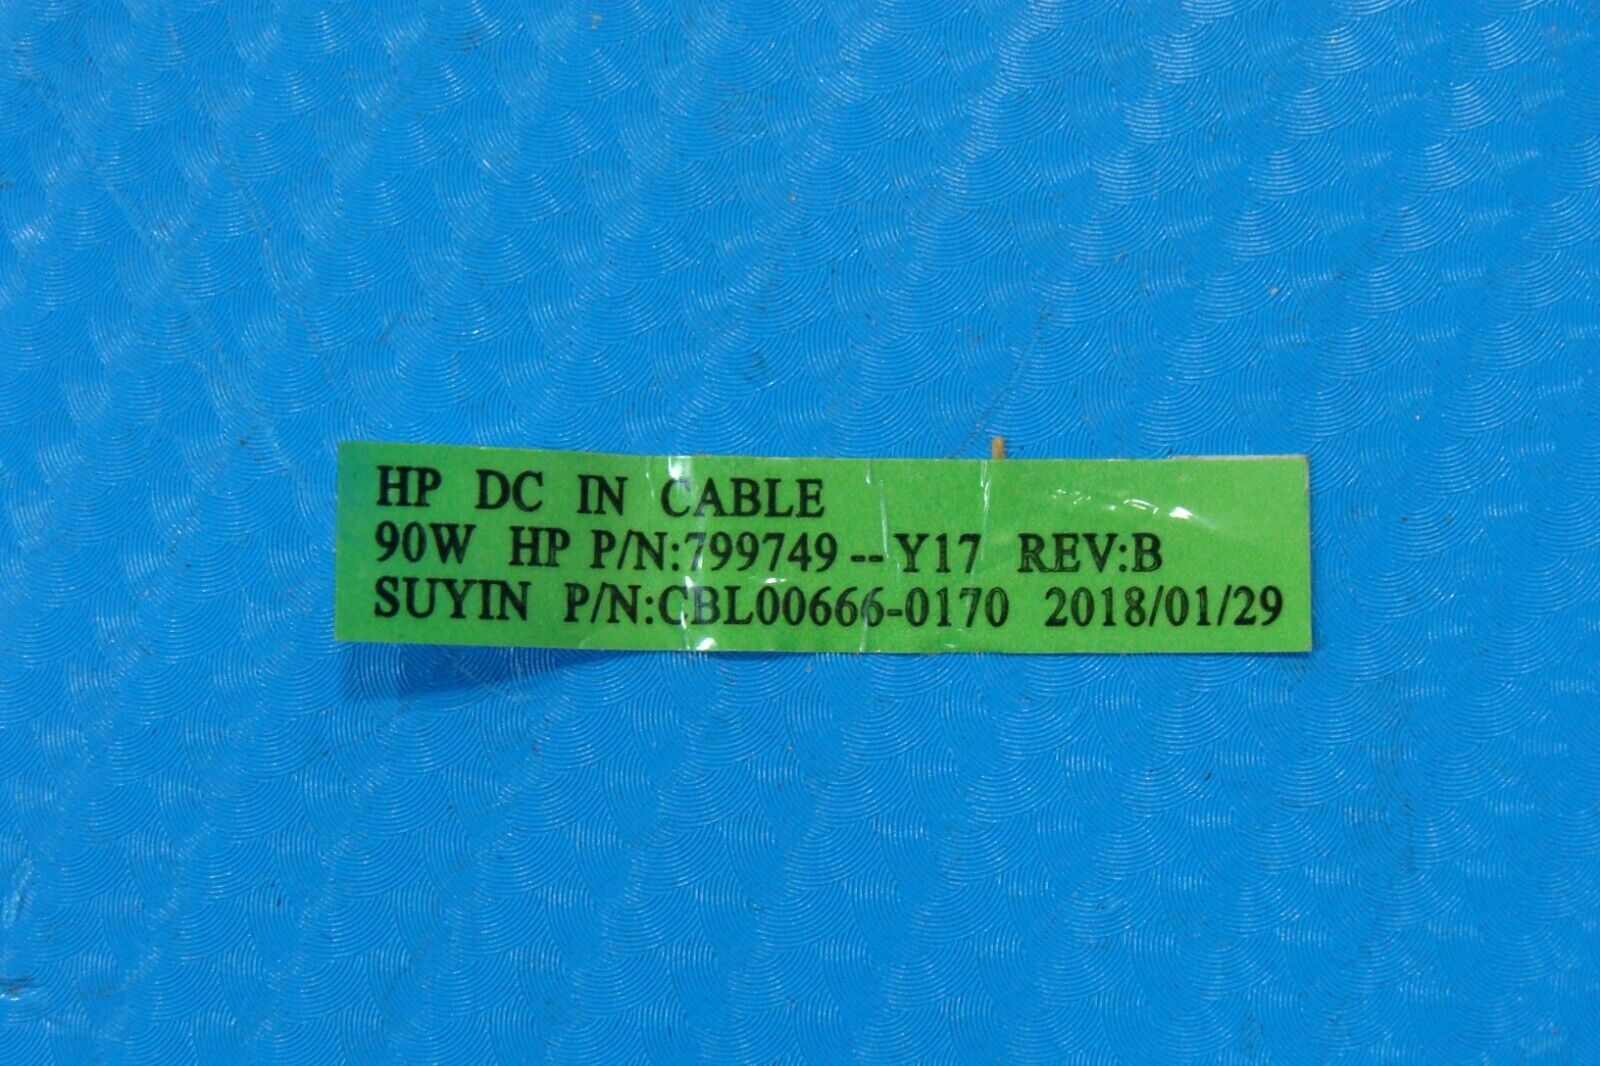 HP DC IN CABLE
90W HP P/N:799749--Y17 REV:B
SUYIN P/N:CBL00666-0170 2018/01/29